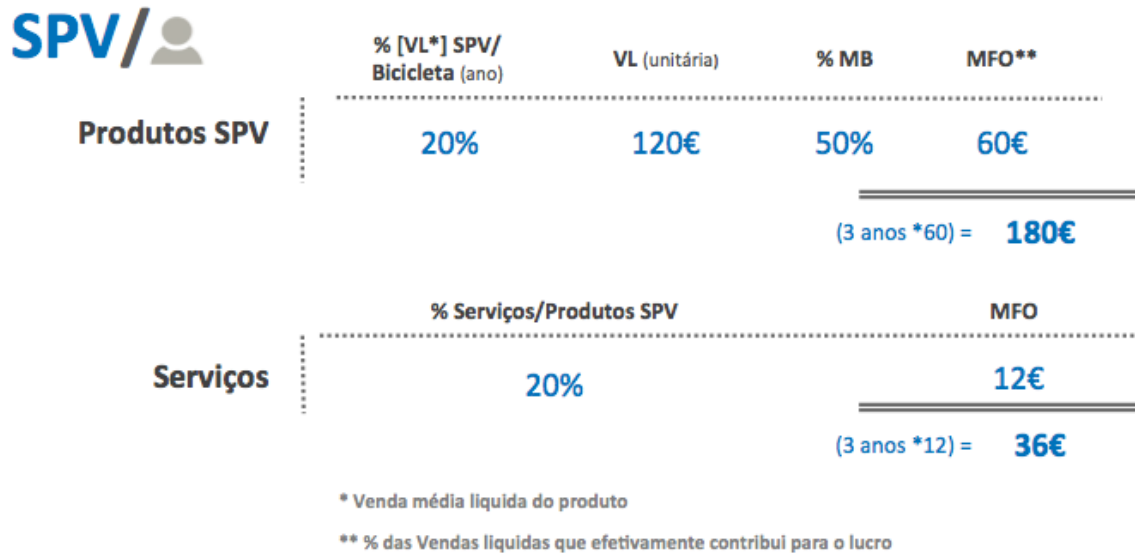 SPV/
% [VL*] SPV/ VL (unitária) % MB MFO**
Bicicleta (ano)
Produtos SPV 20% 120€ 50% 60€
(3 anos *60) = 180€
% Serviços/Produtos SPV MFO
Serviços 20% 12€
(3 anos *12) = 36€
* Venda média liquida do produto
** % das Vendas liquidas que efetivamente contribui para o lucro